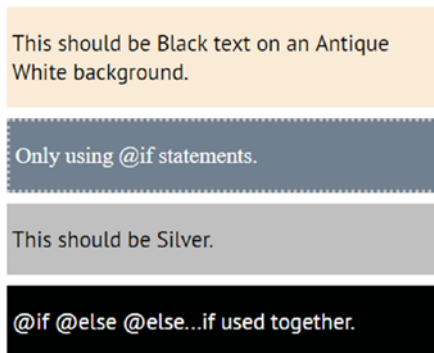 This should be Black text on an Antique
White background.
Only using @if statements.
This should be Silver.
@if @else @else...if used together.